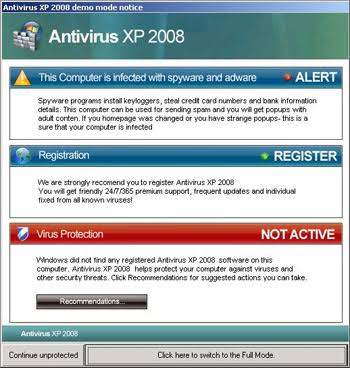 Antivirus XP 2008 demo mode notice
Antivirus XP 2008
This Computer is infected with spyware and adware
ALERT
Spyware programs install keyloggers, steal credit card numbers and bank information
details. This computer can be used for sending spam and you will get popups with
adult conten. If you homepage was changed or you have strange popups- this is a
sure that your computer is infected
Registration
REGISTER
We are strongly recomend you to register Antivirus XP 2008
You will get friendly 24/7/365 premium support, frequent updates and individual
fixed from all known viruses!
Virus Protection
NOT ACTIVE
Windows did not find any registered Antivirus XP 2008 software on this
computer. Antivirus XP 2008 helps protect your computer against viruses and
other security threats. Click Recommendations for suggested actions you can take.
Recommendations...
Antivirus XP 2008
Continue unprotected
Click here to switch to the Full Mode.